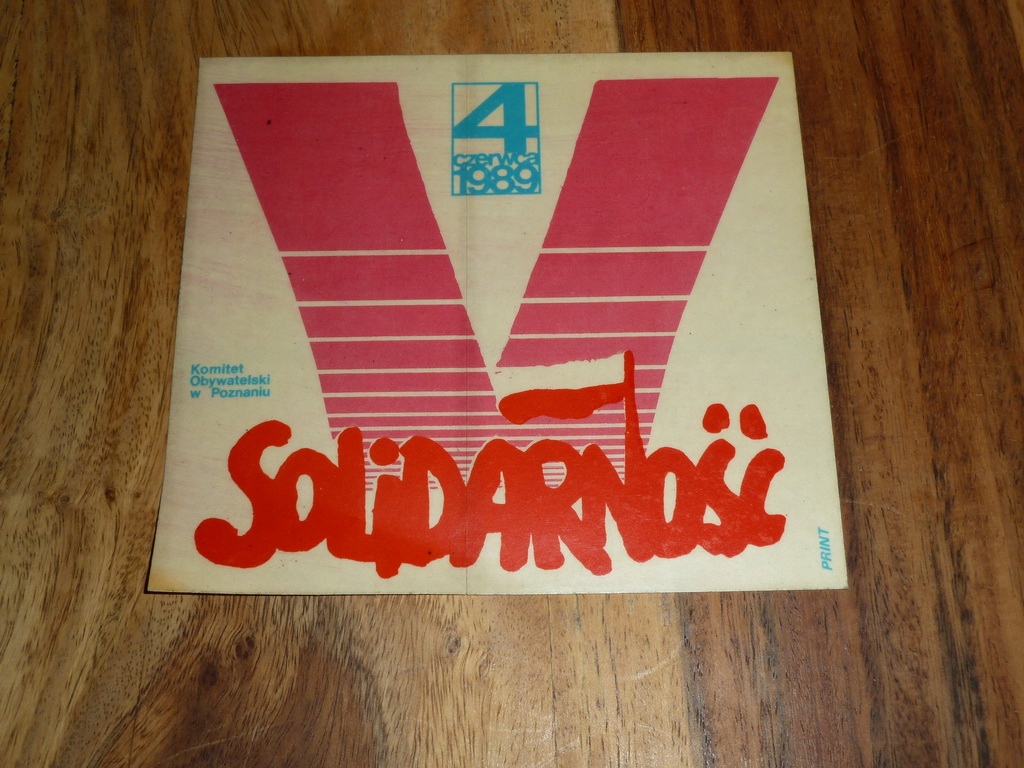 4
czerwca
1989
Komitet
Obywatelski
w Poznaniu
SOLiDARNOŚĆ
PRINT